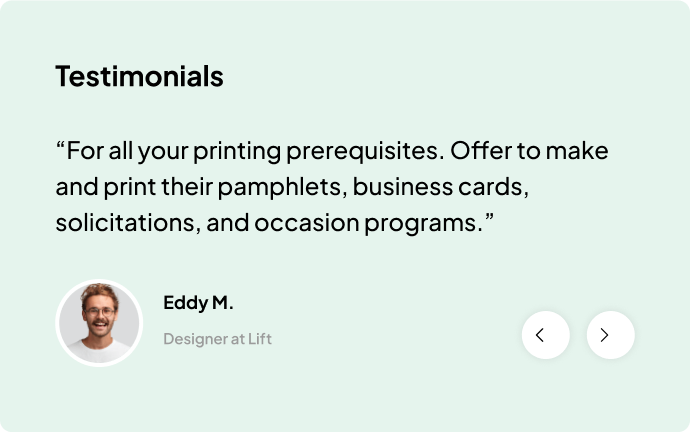 Testimonials
“For all your printing prerequisites. Offer to make
and print their pamphlets, business cards,
solicitations, and occasion programs.”
Eddy M.
Designer at Lift